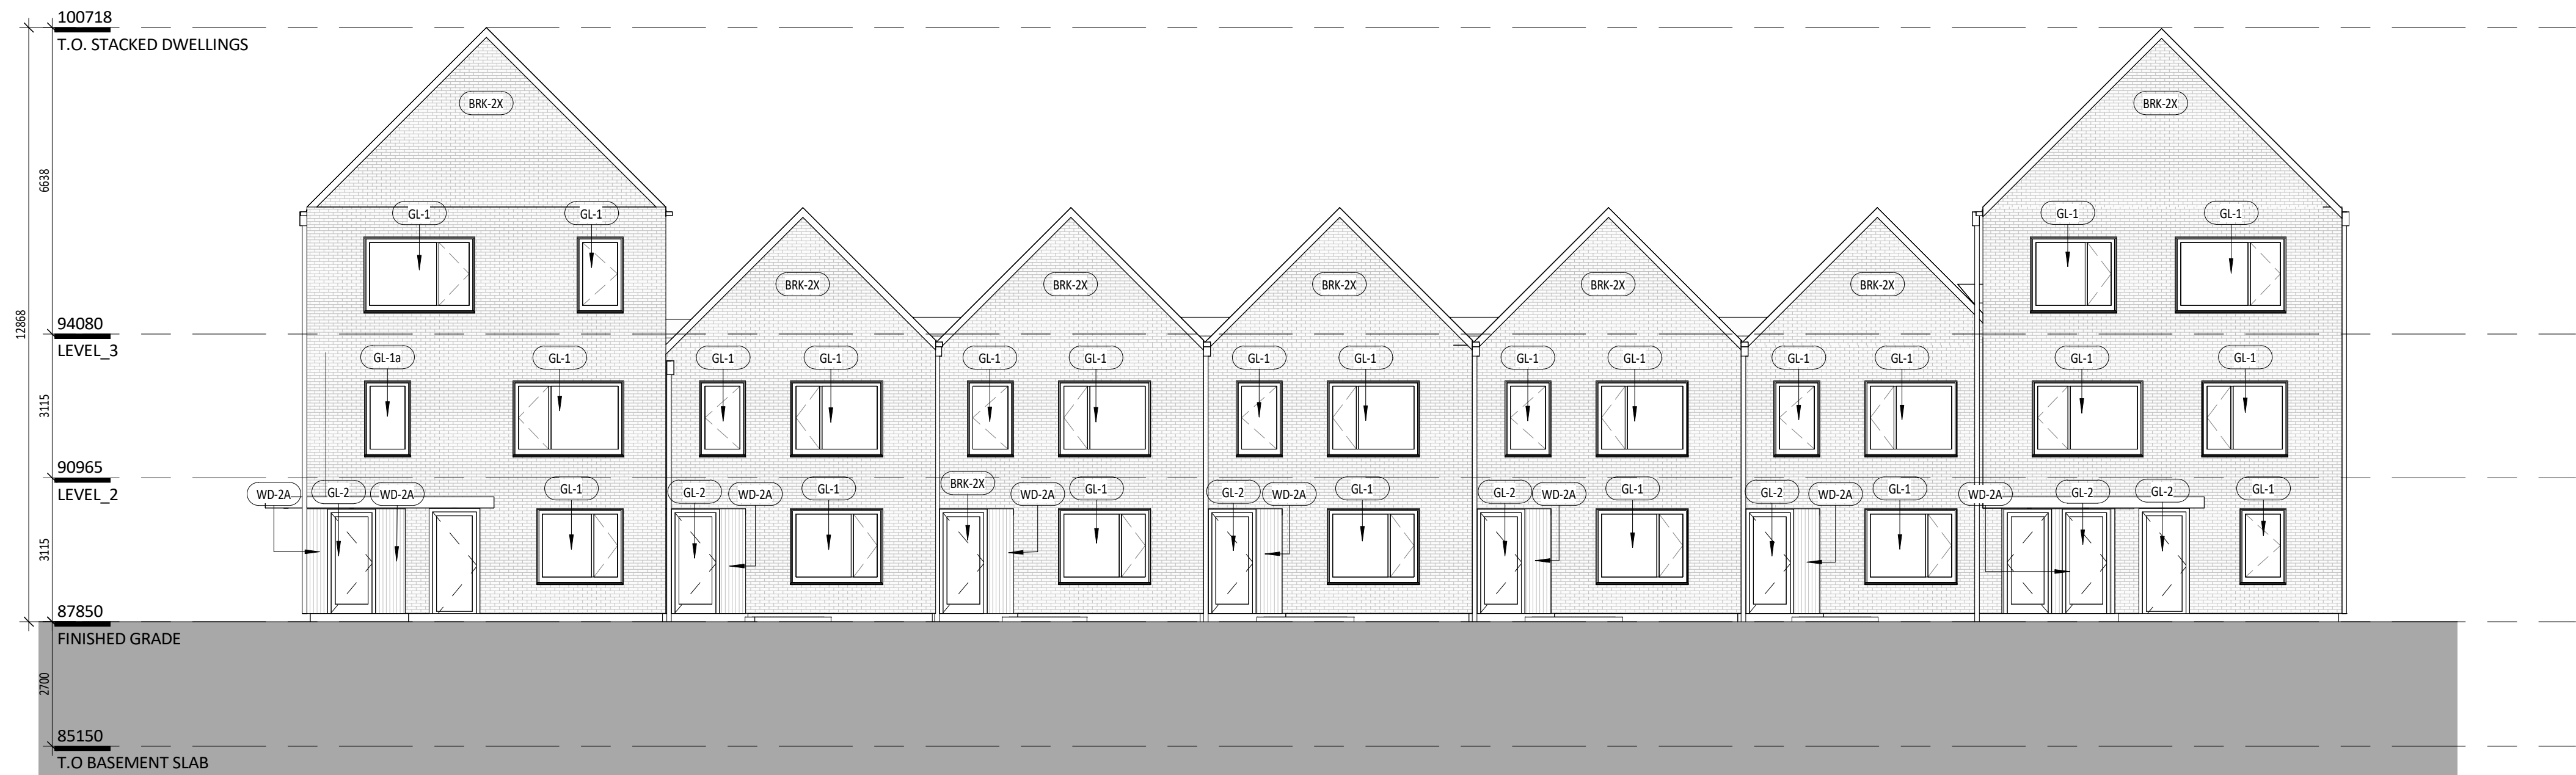 100718
T.O. STACKED DWELLINGS
BRK-2X
BRK-2X
12868
6638
GL-1
GL-1
GL-1
GL-1
BRK-2X
BRK-2X
BRK-2X
BRK-2X
BRK-2X
94080
LEVEL_3
GL-1a
GL-1
GL-1
GL-1
GL-1
GL-1
GL-1
GL-1
GL-1
GL-1
GL-1
GL-1
GL-1
GL-1
3115
90965
LEVEL_2
WD-2A
GL-2
WD-2A
GL-1
GL-2
WD-2A
GL-1
BRK-2X
WD-2A
GL-1
GL-2
WD-2A
GL-1
GL-2
WD-2A
GL-1
GL-2
WD-2A
GL-1
WD-2A
GL-2
GL-2
GL-1
3115
87850
FINISHED GRADE
2700
85150
T.O BASEMENT SLAB